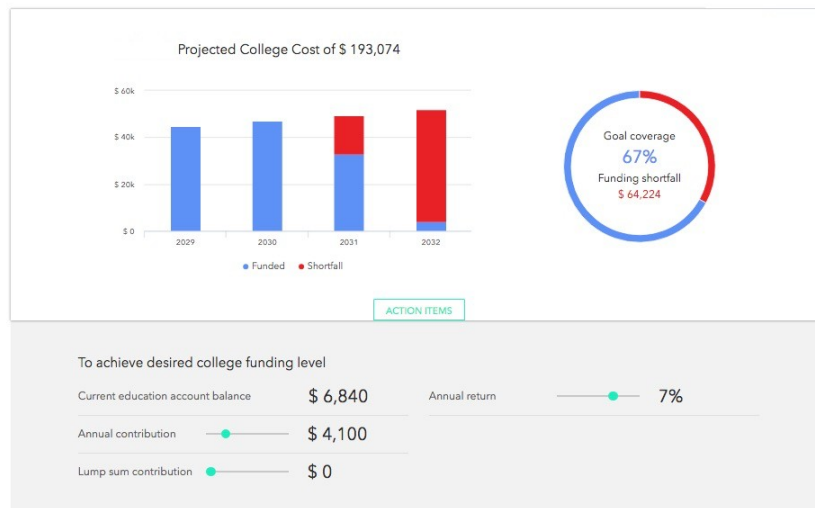 Projected College Cost of $ 193,074
$ 60k
$ 40k
$ 20k
$ 0
2029 2030 2031 2032
Funded Shortfall
Goal coverage
67%
Funding shortfall
$ 64,224
ACTION ITEMS
To achieve desired college funding level
Current education account balance $ 6,840 Annual return 7%
Annual contribution $ 4,100
Lump sum contribution $ 0